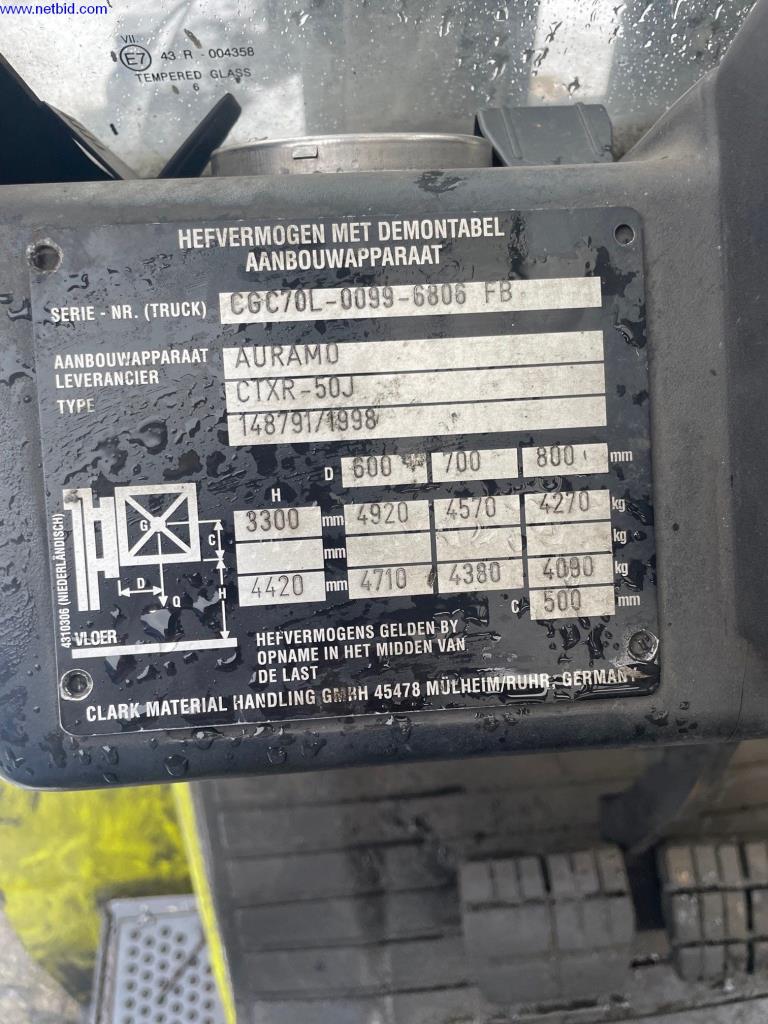 www.netbid.com
VII.
E7 43 R - 004358
TEMPERED GLASS
6
HEFVERMOGEN MET DEMONTABEL
AANBOUWAPPARAAT
SERIE - NR. (TRUCK) CGC70L-0099-6806 FB
AANBOUWAPPARAAT AURAMO
LEVERANCIER CTXR-50J
TYPE 148791/1998
D 600 700 800 mm
H
3300 mm 4920 4570 4270 kg
mm kg
4420 mm 4710 4380 4090 kg
C 500 mm
G
C
D
H
Q
VLOER
4310306 (NIEDERLÄNDISCH)
HEFVERMOGENS GELDEN BY
OPNAME IN HET MIDDEN VAN
DE LAST
CLARK MATERIAL HANDLING GMBH 45478 MÜLHEIM/RUHR, GERMANY